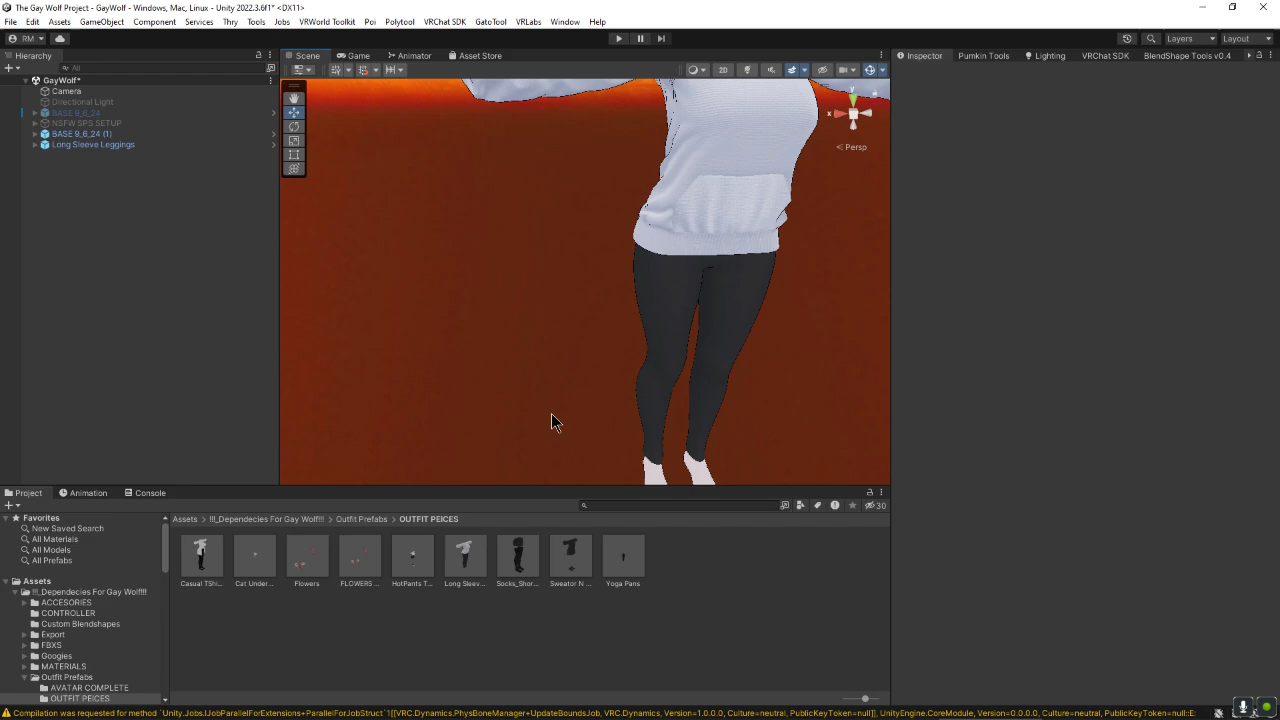 The Gay Wolf Project - GayWolf - Windows, Mac, Linux - Unity 2022.3.6f1* <DX11>
File Edit Assets GameObject Component Services Thry Tools Jobs VRWorld Toolkit Poi Polytool VRChat SDK GatoTool VRLabs Window Help
RM
Layers
Layout
Hierarchy
Scene
Game
Animator
Asset Store
Inspector
Pumkin Tools
Lighting
VRChat SDK
BlendShape Tools v0.4
All
2D
GayWolf*
Camera
Directional Light
BASE 9_6_24
NSFW SPS SETUP
BASE 9_6_24 (1)
Long Sleeve Leggings
y
x
Persp
Project
Animation
Console
30
Favorites
New Saved Search
All Materials
All Models
All Prefabs
Assets
!!!_Dependecies For Gay Wolf!!!
ACCESORIES
CONTROLLER
Custom Blendshapes
Export
FBXS
Googies
MATERIALS
Outfit Prefabs
AVATAR COMPLETE
OUTFIT PEICES
Assets > !!!_Dependecies For Gay Wolf!!! > Outfit Prefabs > OUTFIT PEICES
Casual TShi...
Cat Under...
Flowers
FLOWERS ...
HotPants T...
Long Sleev...
Socks_Shor...
Sweator N ...
Yoga Pans
Compilation was requested for method `Unity.Jobs.IJobParallelForExtensions+ParallelForJobStruct`1[[VRC.Dynamics.PhysBoneManager+UpdateBoundsJob, VRC.Dynamics, Version=1.0.0.0, Culture=neutral, PublicKeyToken=null]], UnityEngine.CoreModule, Version=0.0.0.0, Culture=neutral, PublicKeyToken=null::E: